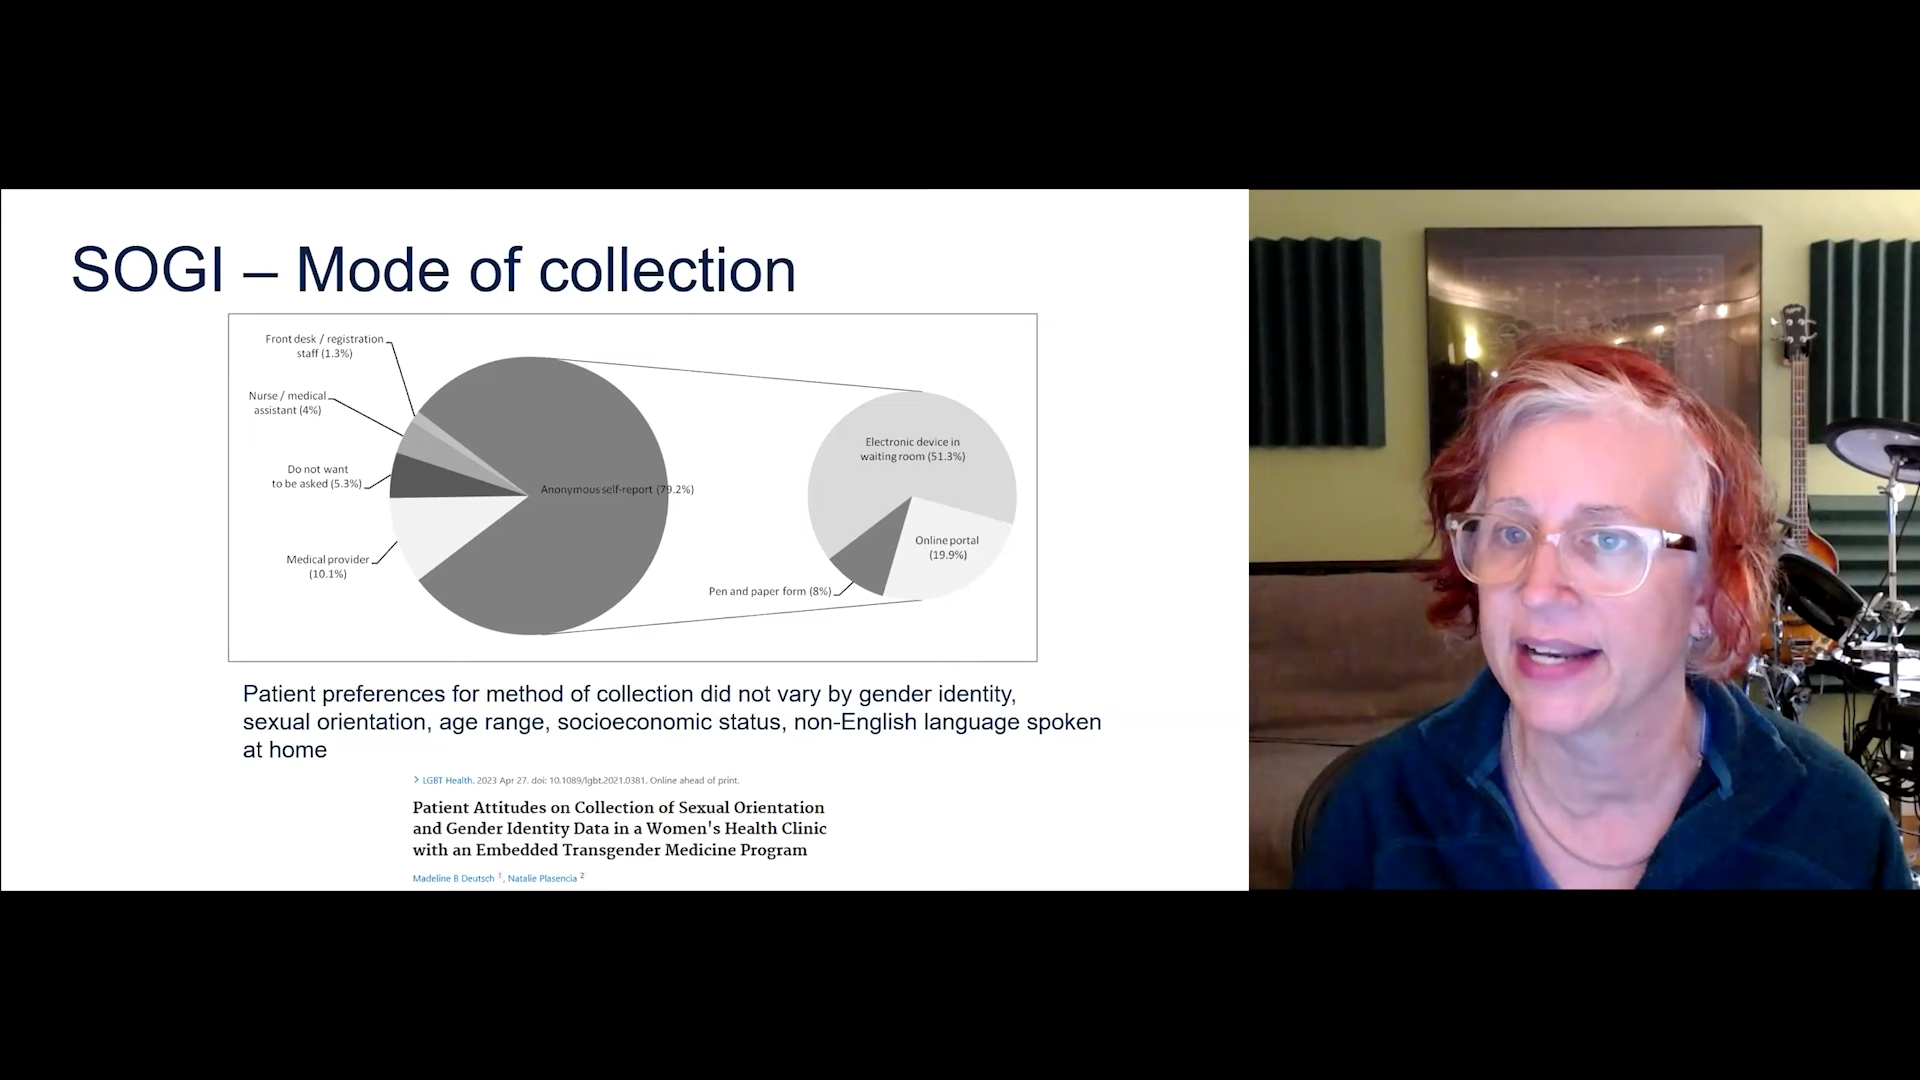 SOGI – Mode of collection
Front desk / registration
staff (1.3%)
Nurse / medical
assistant (4%)
Do not want
to be asked (5.3%)
Medical provider
(10.1%)
Anonymous self-report (79.2%)
Electronic device in
waiting room (51.3%)
Online portal
(19.9%)
Pen and paper form (8%)
Patient preferences for method of collection did not vary by gender identity,
sexual orientation, age range, socioeconomic status, non-English language spoken
at home
> LGBT Health. 2023 Apr 27. doi: 10.1089/lgbt.2021.0381. Online ahead of print.
Patient Attitudes on Collection of Sexual Orientation
and Gender Identity Data in a Women's Health Clinic
with an Embedded Transgender Medicine Program
Madeline B Deutsch 1, Natalie Plasencia 2